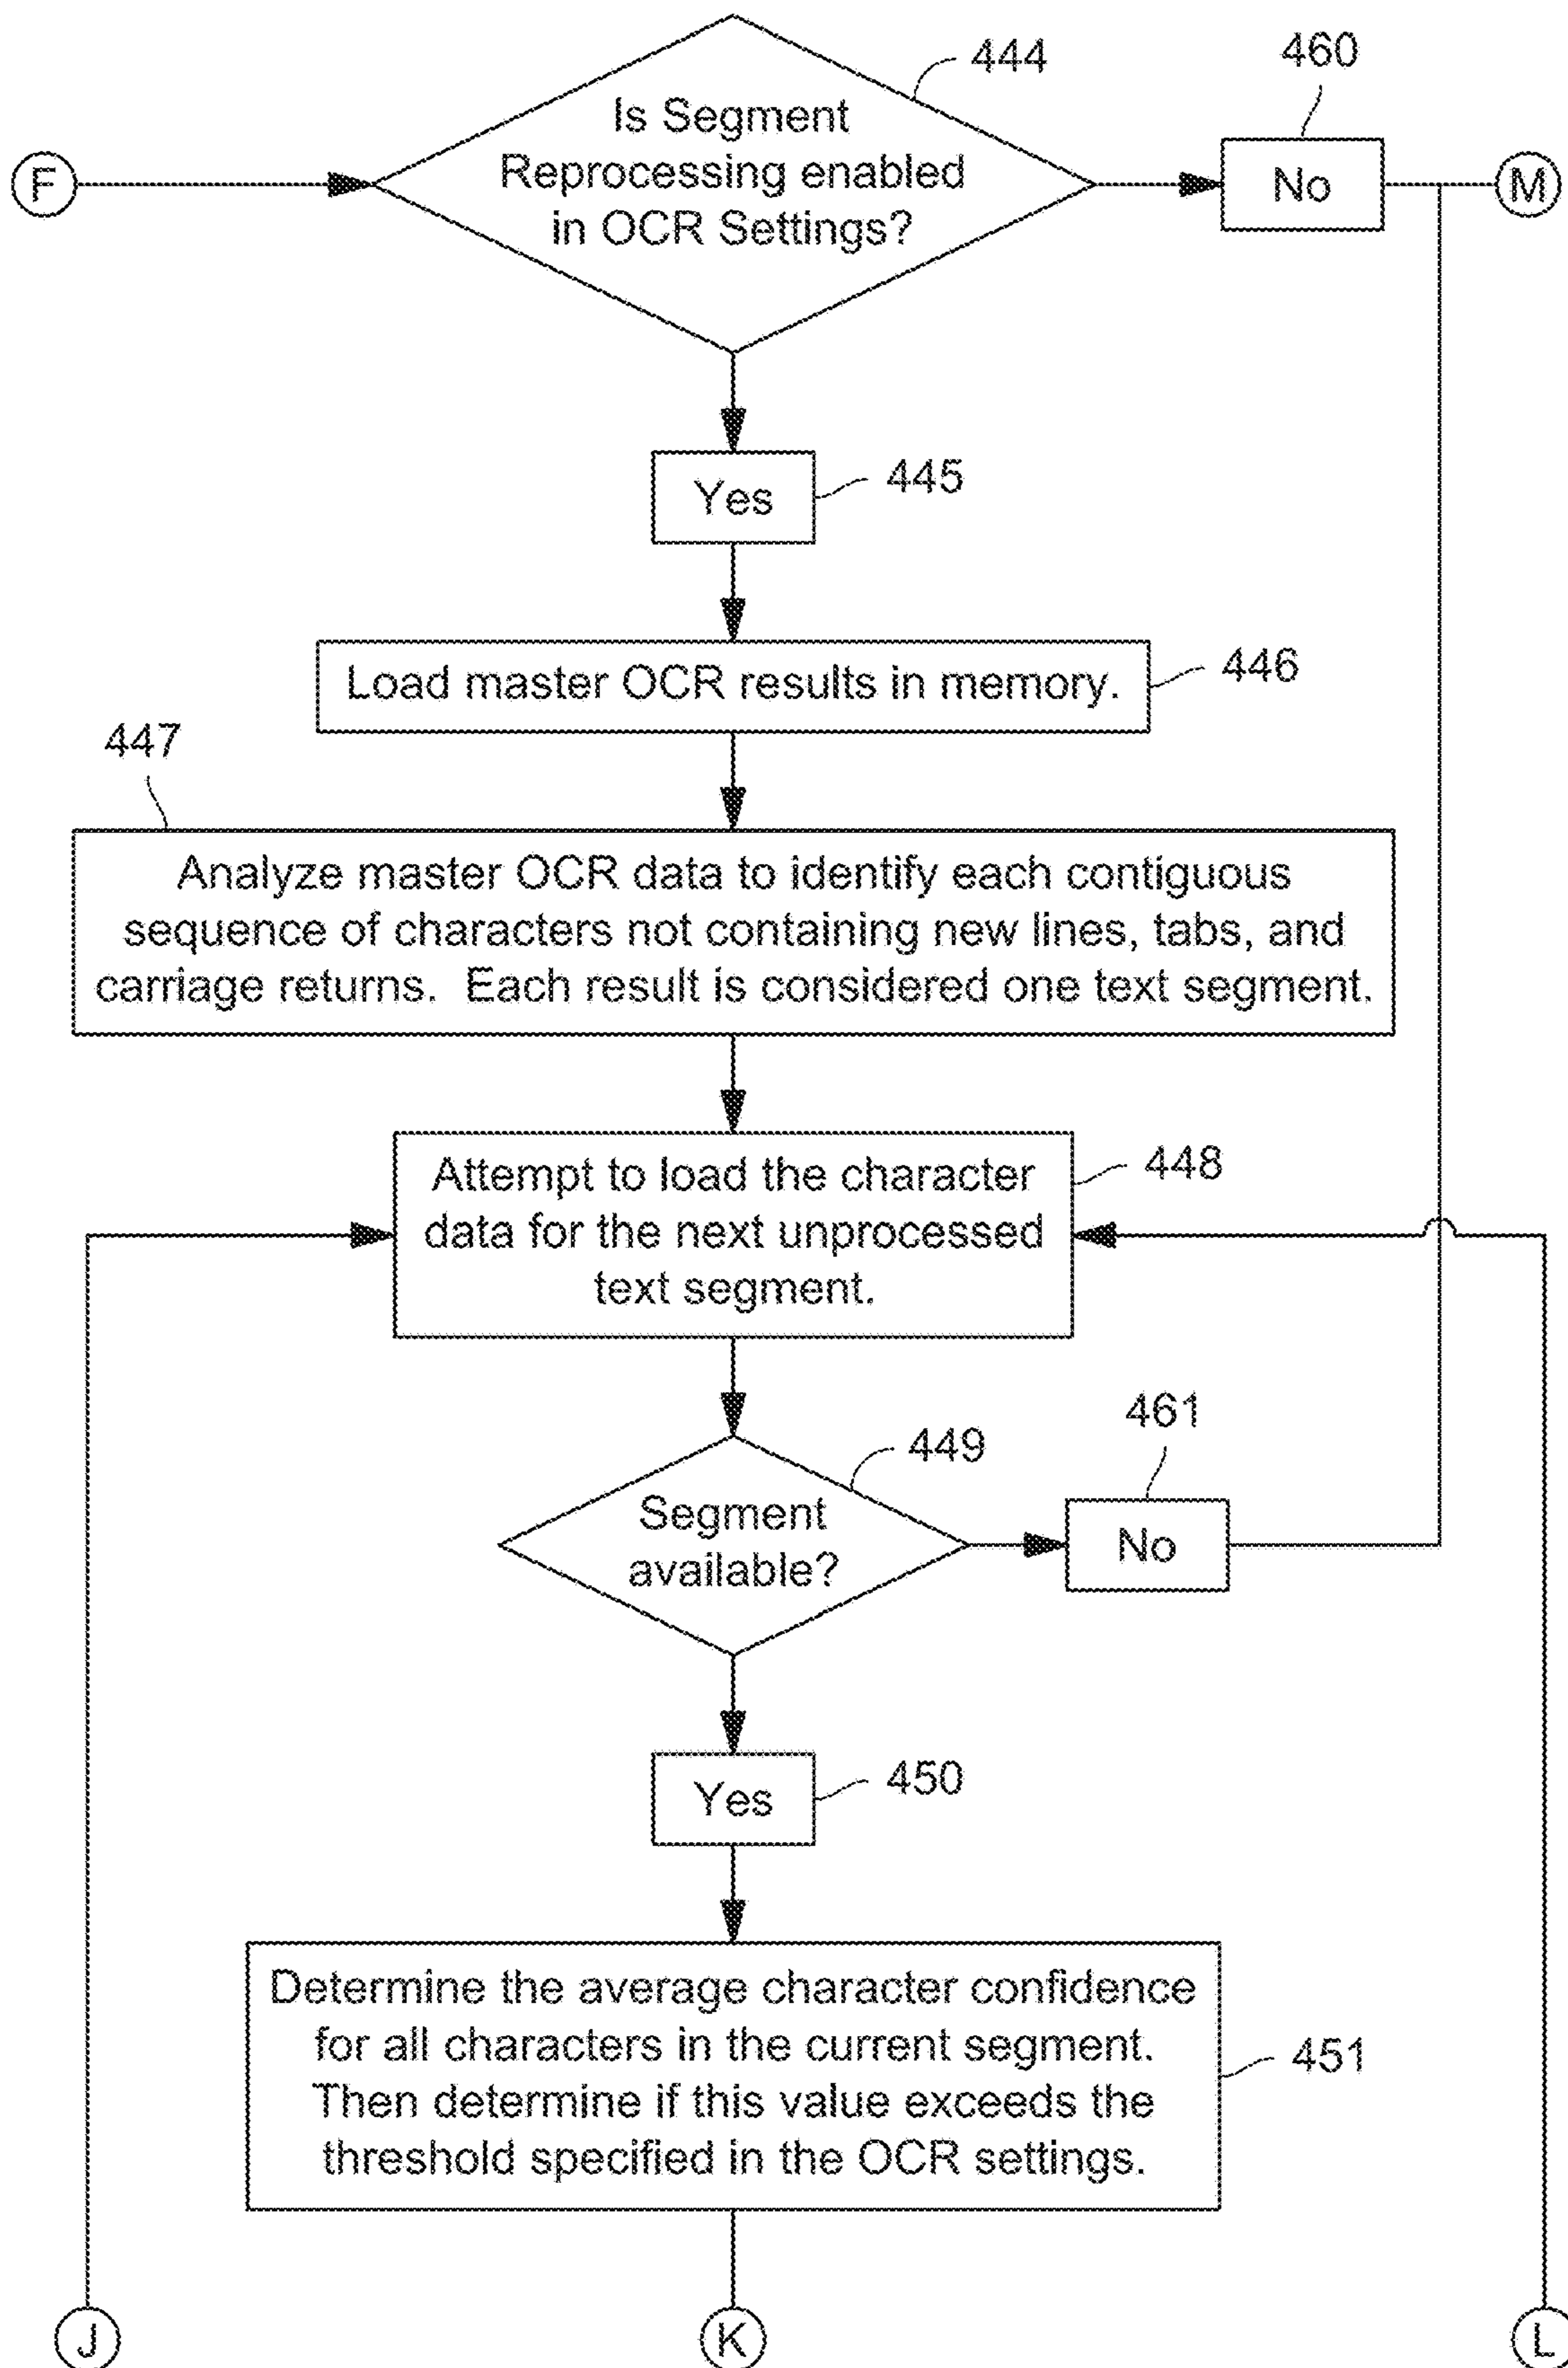 444
460
Is Segment
Reprocessing enabled
in OCR Settings?
F
No
M
Yes
445
Load master OCR results in memory.
446
447
Analyze master OCR data to identify each contiguous
sequence of characters not containing new lines, tabs, and
carriage returns. Each result is considered one text segment.
Attempt to load the character
data for the next unprocessed
text segment.
448
449
461
Segment
available?
No
Yes
450
Determine the average character confidence
for all characters in the current segment.
Then determine if this value exceeds the
threshold specified in the OCR settings.
451
J
K
L